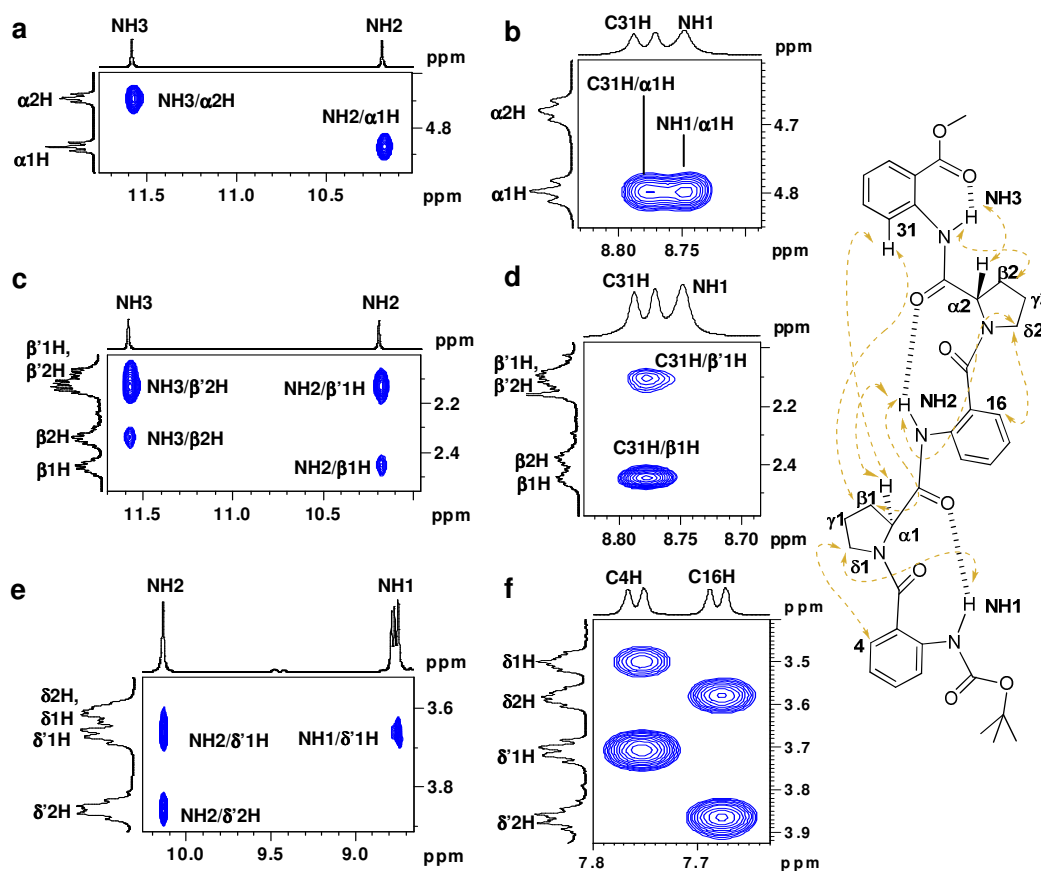 a
NH3 NH2
ppm
α2H
NH3/α2H
NH2/α1H
4.8
α1H
11.5 11.0 10.5
ppm
b
C31H NH1
ppm
C31H/α1H
α2H
4.7
NH1/α1H
α1H
4.8
8.80 8.75
ppm
c
NH3 NH2
ppm
β'1H,
β'2H
NH3/β'2H NH2/β'1H
2.2
β2H
NH3/β2H
β1H
NH2/β1H
2.4
11.5 11.0 10.5
ppm
d
C31H NH1
ppm
β'1H,
β'2H
C31H/β'1H
2.2
β2H
C31H/β1H
β1H
2.4
8.80 8.75 8.70
ppm
e
NH2 NH1
ppm
δ2H,
δ1H
δ'1H
3.6
NH2/δ'1H NH1/δ'1H
3.8
δ'2H
NH2/δ'2H
10.0 9.5 9.0
ppm
f
C4H C16H
ppm
δ1H
3.5
δ2H
3.6
δ'1H
3.7
3.8
δ'2H
3.9
7.8 7.7
ppm
O
O
NH3
H
31
N
H
H
β2
O
α2
N
δ2
O
H
NH2
16
N
H
β1
γ1
O
α1
N
δ1
O
H
NH1
4
N
O
O